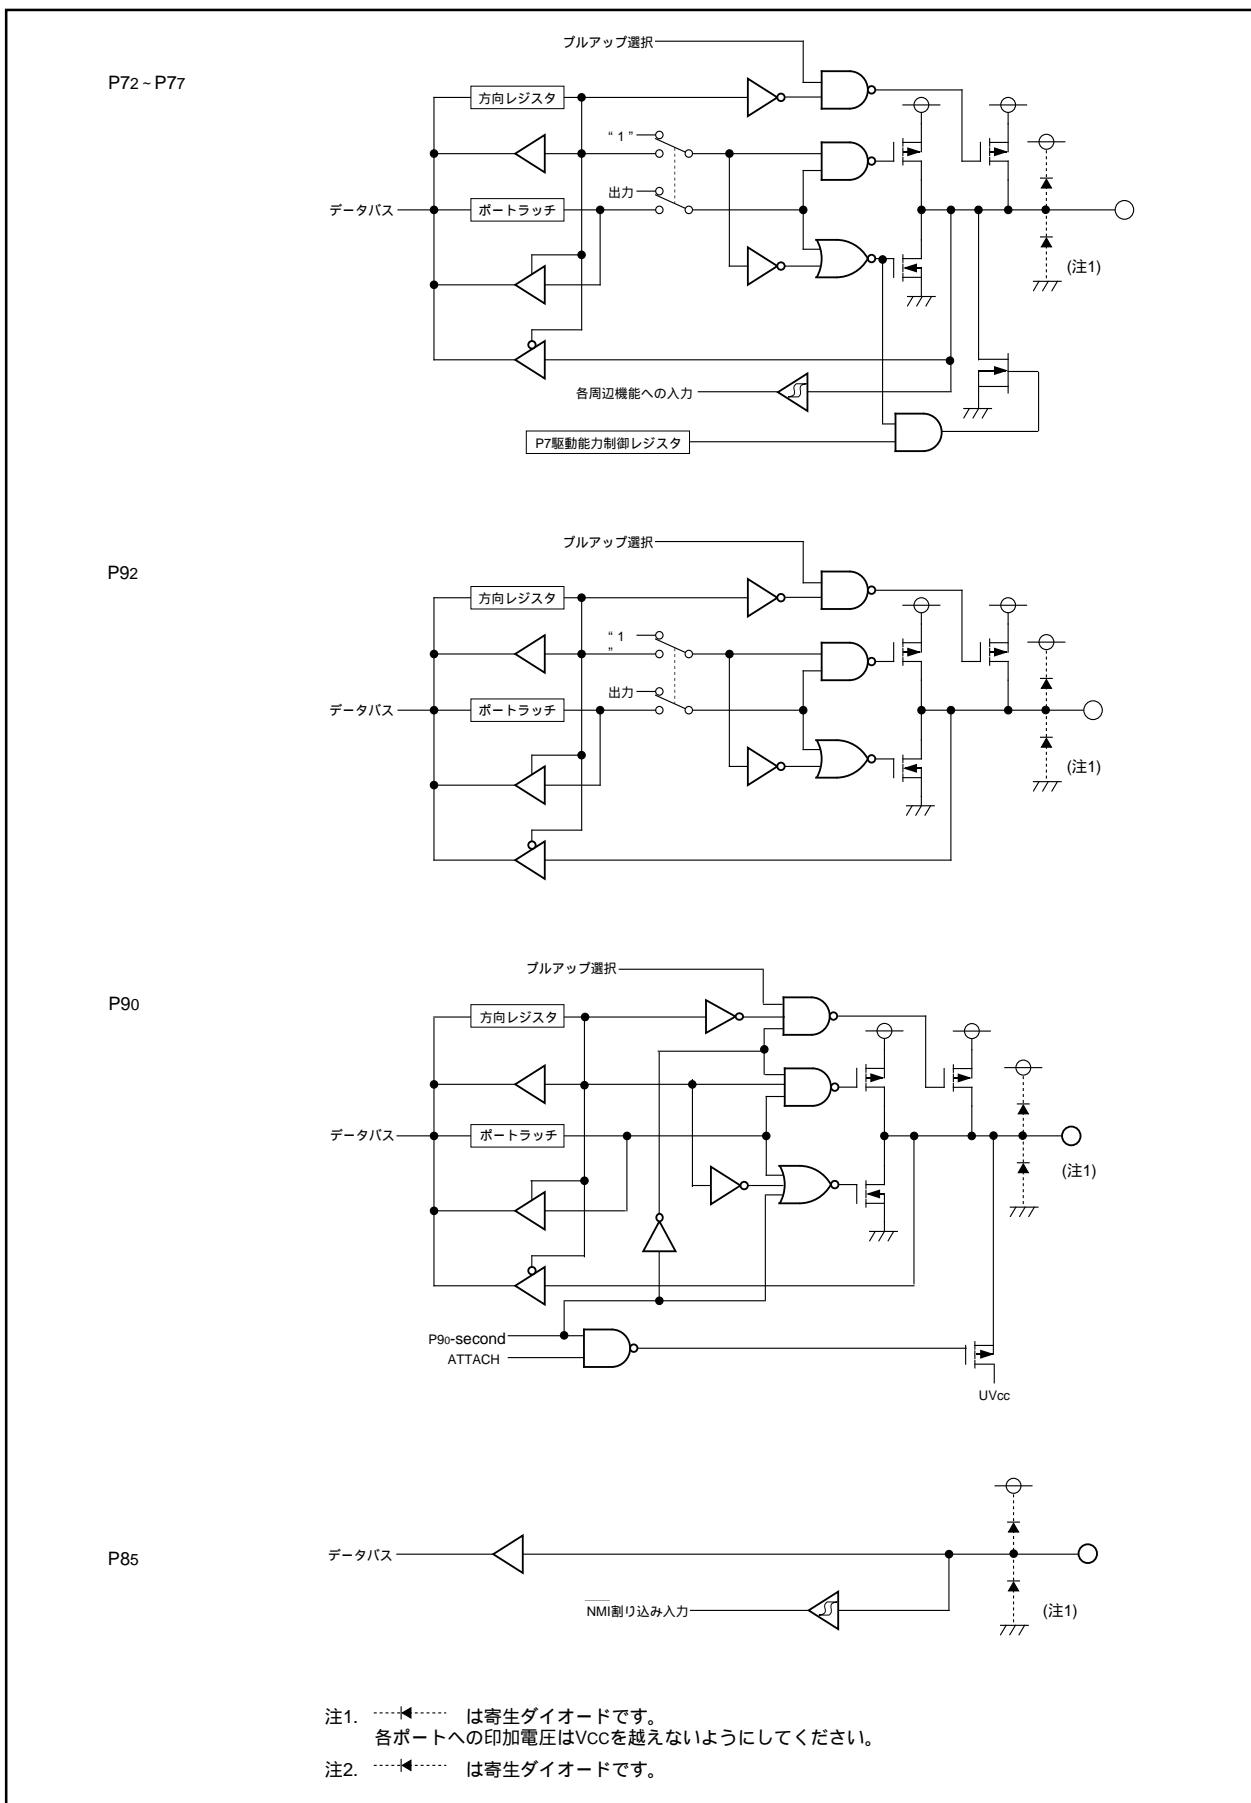 プルアップ選択
P72~P77
方向レジスタ
“ 1 ”
出力
データバス
ポートラッチ
(注1)
各周辺機能への入力
P7駆動能力制御レジスタ
プルアップ選択
P92
方向レジスタ
“ 1
”
出力
データバス
ポートラッチ
(注1)
プルアップ選択
P90
方向レジスタ
データバス
ポートラッチ
(注1)
P90-second
ATTACH
UVcc
P85
データバス
NMI割り込み入力
(注1)
注1. は寄生ダイオードです。
各ポートへの印加電圧はVCCを越えないようにしてください。
注2. は寄生ダイオードです。